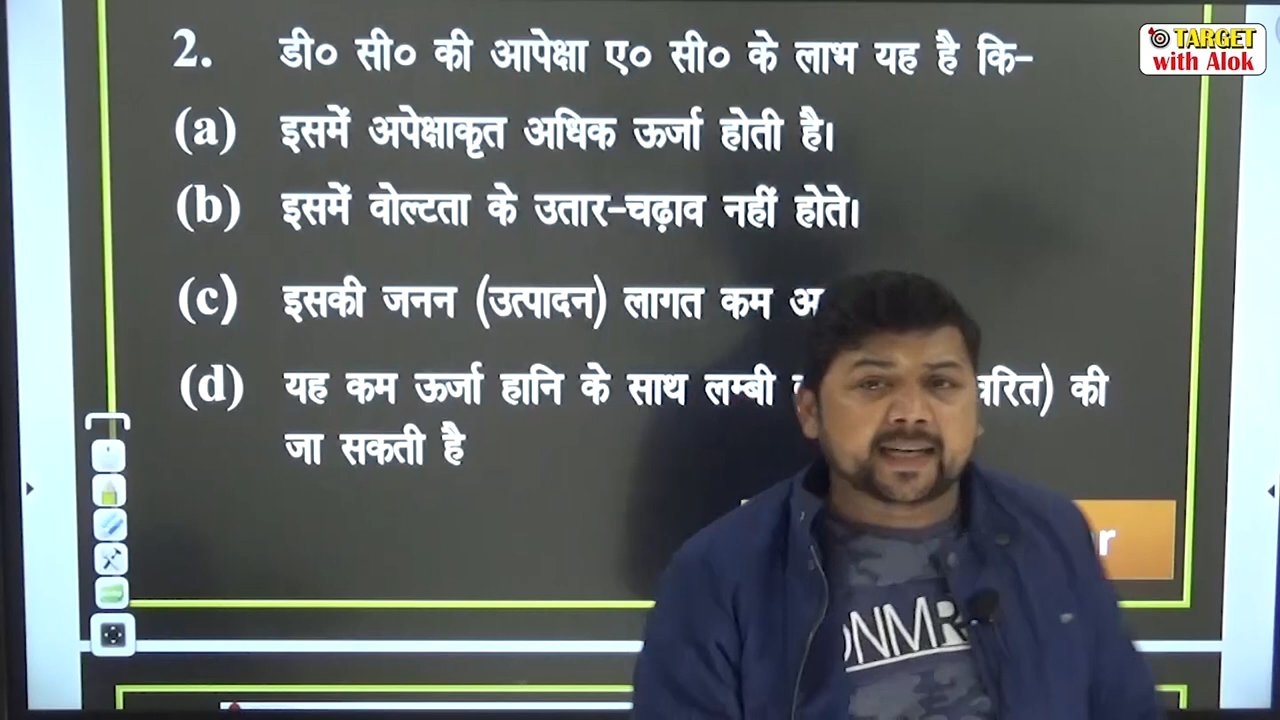 TARGET
with Alok
2. डी० सी० की आपेक्षा ए० सी० के लाभ यह है कि-
(a) इसमें अपेक्षाकृत अधिक ऊर्जा होती है।
(b) इसमें वोल्टता के उतार-चढ़ाव नहीं होते।
(c) इसकी जनन (उत्पादन) लागत कम
(d) यह कम ऊर्जा हानि के साथ लम्बी की
जा सकती है